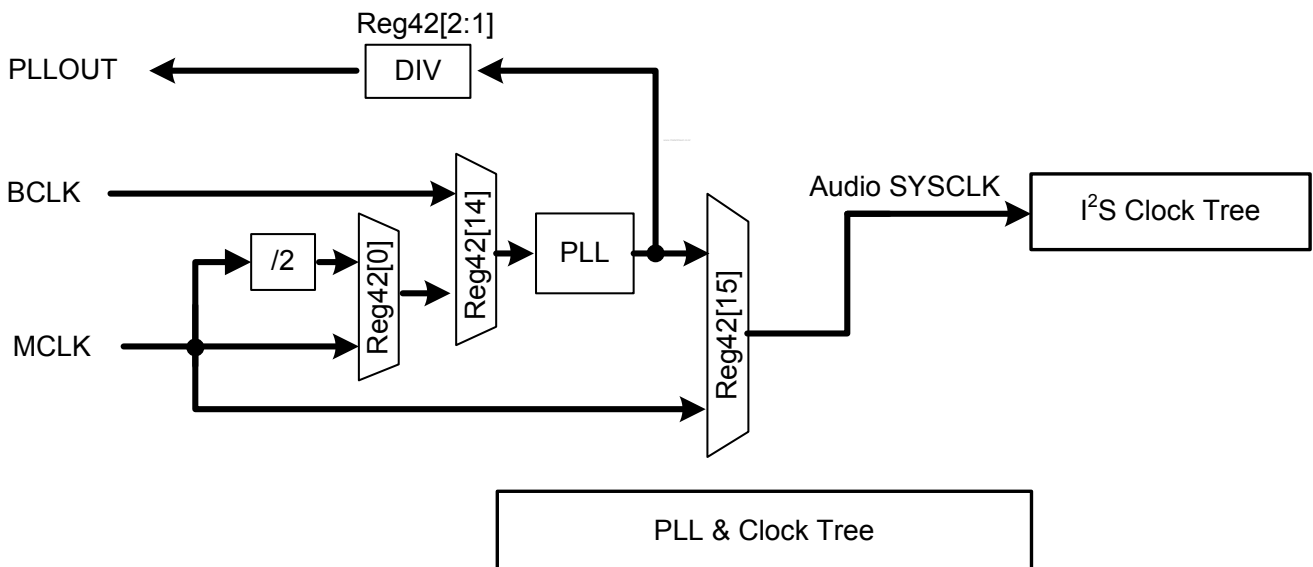 Reg42[2:1]
PLLOUT
DIV
BCLK
Reg42[14]
Audio SYSCLK
I²S Clock Tree
/2
Reg42[0]
PLL
Reg42[15]
MCLK
PLL & Clock Tree